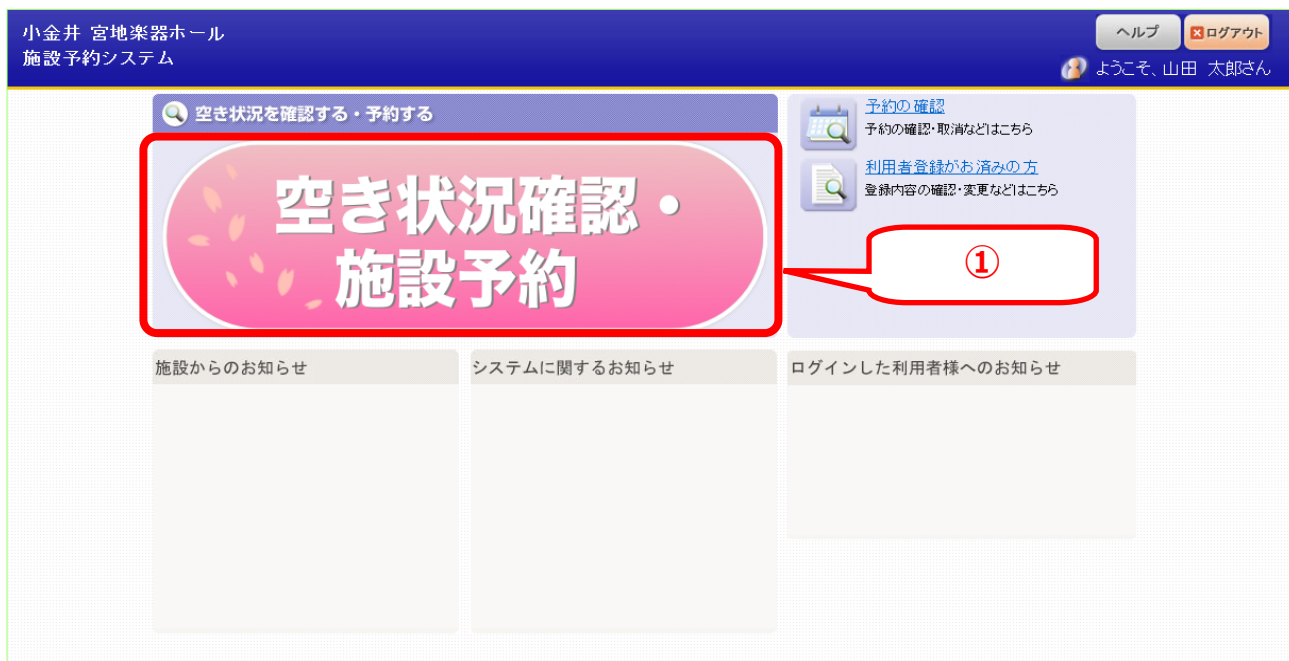 小金井 宮地楽器ホール
施設予約システム
ヘルプ
ログアウト
ようこそ、山田 太郎さん
空き状況を確認する・予約する
空き状況確認・
施設予約
予約の確認
予約の確認・取消などはこちら
利用者登録がお済みの方
登録内容の確認・変更などはこちら
①
施設からのお知らせ
システムに関するお知らせ
ログインした利用者様へのお知らせ